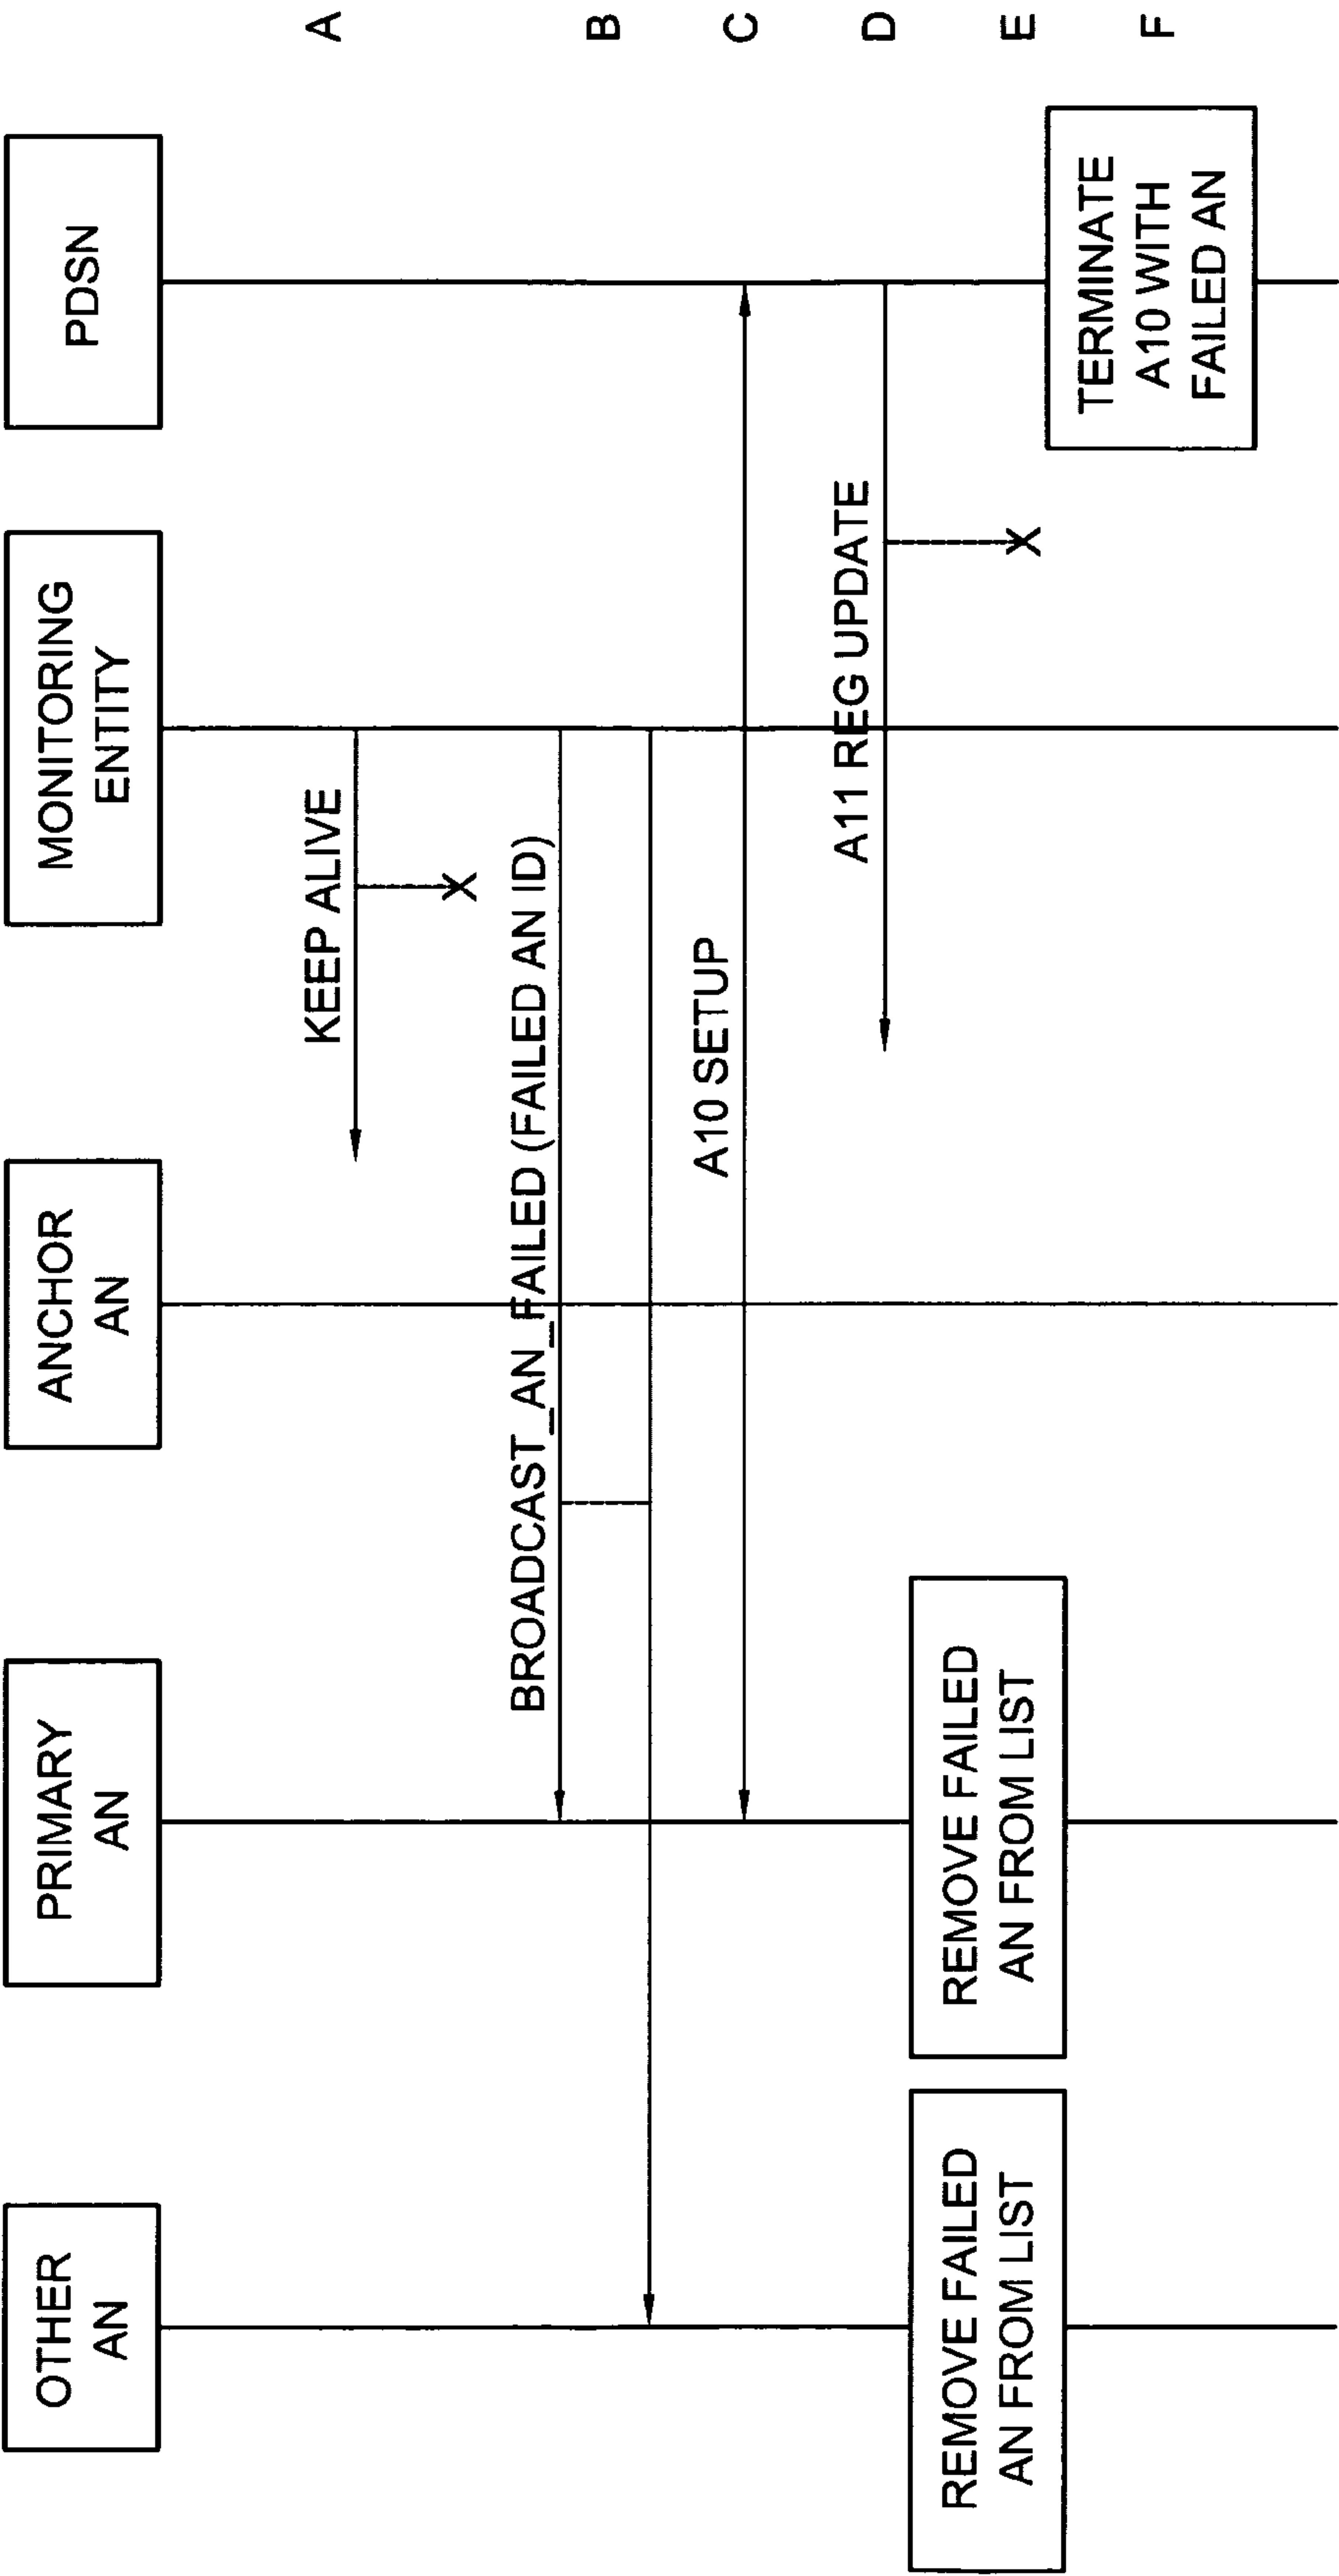 OTHER
AN
PRIMARY
AN
ANCHOR
AN
MONITORING
ENTITY
PDSN
KEEP ALIVE
A
BROADCAST_AN_FAILED (FAILED AN ID)
X
B
A10 SETUP
C
A11 REG UPDATE
D
REMOVE FAILED
AN FROM LIST
REMOVE FAILED
AN FROM LIST
X
E
TERMINATE
A10 WITH
FAILED AN
F